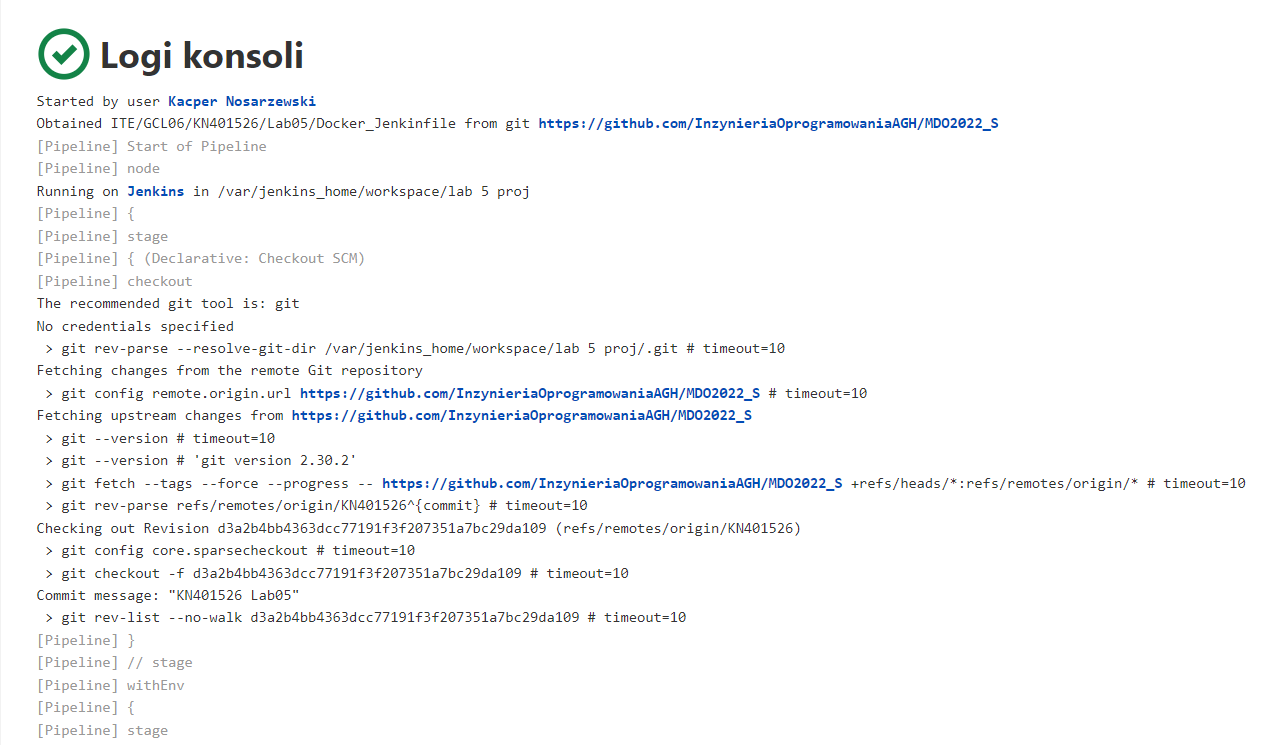 Logi konsoli
Started by user Kacper Nosarzewski
Obtained ITE/GCL06/KN401526/Lab05/Docker_Jenkinfile from git https://github.com/InzynieriaOprogramowaniaAGH/MDO2022_S
[Pipeline] Start of Pipeline
[Pipeline] node
Running on Jenkins in /var/jenkins_home/workspace/lab 5 proj
[Pipeline] {
[Pipeline] stage
[Pipeline] { (Declarative: Checkout SCM)
[Pipeline] checkout
The recommended git tool is: git
No credentials specified
 > git rev-parse --resolve-git-dir /var/jenkins_home/workspace/lab 5 proj/.git # timeout=10
Fetching changes from the remote Git repository
 > git config remote.origin.url https://github.com/InzynieriaOprogramowaniaAGH/MDO2022_S # timeout=10
Fetching upstream changes from https://github.com/InzynieriaOprogramowaniaAGH/MDO2022_S
 > git --version # timeout=10
 > git --version # 'git version 2.30.2'
 > git fetch --tags --force --progress -- https://github.com/InzynieriaOprogramowaniaAGH/MDO2022_S +refs/heads/*:refs/remotes/origin/* # timeout=10
 > git rev-parse refs/remotes/origin/KN401526^{commit} # timeout=10
Checking out Revision d3a2b4bb4363dcc77191f3f207351a7bc29da109 (refs/remotes/origin/KN401526)
 > git config core.sparsecheckout # timeout=10
 > git checkout -f d3a2b4bb4363dcc77191f3f207351a7bc29da109 # timeout=10
Commit message: "KN401526 Lab05"
 > git rev-list --no-walk d3a2b4bb4363dcc77191f3f207351a7bc29da109 # timeout=10
[Pipeline] }
[Pipeline] // stage
[Pipeline] withEnv
[Pipeline] {
[Pipeline] stage